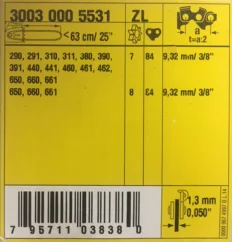 3003 000 5531 ZL
a
< 63 cm/ 25" t=a:2
290, 291, 310, 311, 380, 390, 7 84 9,32 mm/ 3/8"
391, 440, 441, 460, 461, 462,
650, 660, 661
650, 660, 661 8 84 9,32 mm/ 3/8"
1,3 mm
0,050"
7 95711 03838 0